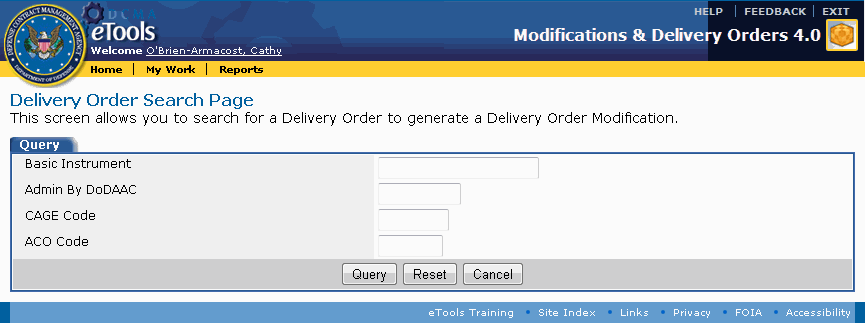 HELP | FEEDBACK | EXIT
DCMA
eTools
Modifications & Delivery Orders 4.0
Welcome O'Brien-Armacost, Cathy
DEFENSE CONTRACT MANAGEMENT AGENCY
DEPARTMENT OF DEFENSE
Home | My Work | Reports
Delivery Order Search Page
This screen allows you to search for a Delivery Order to generate a Delivery Order Modification.
Query
Basic Instrument
Admin By DoDAAC
CAGE Code
ACO Code
Query Reset Cancel
eTools Training • Site Index • Links • Privacy • FOIA • Accessibility